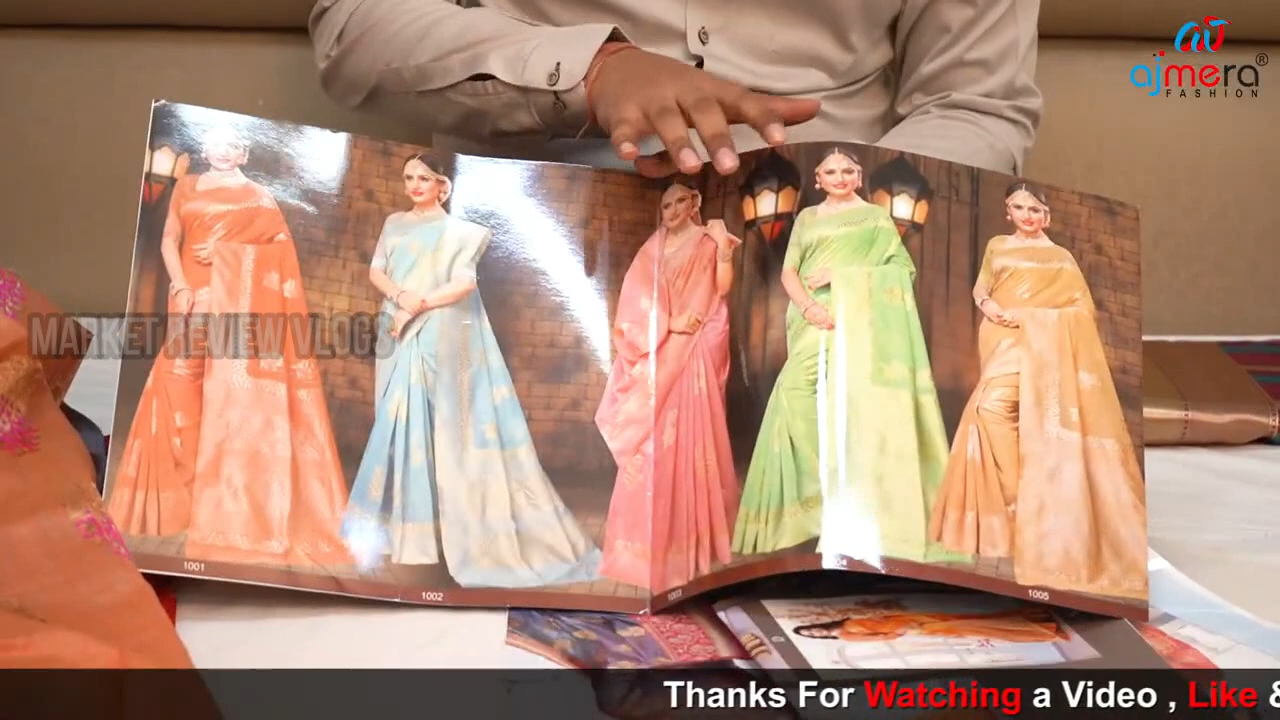 ajmera®
FASHION
MARKET REVIEW VLOGS
1001
1002
1003
1005
Thanks For Watching a Video , Like &